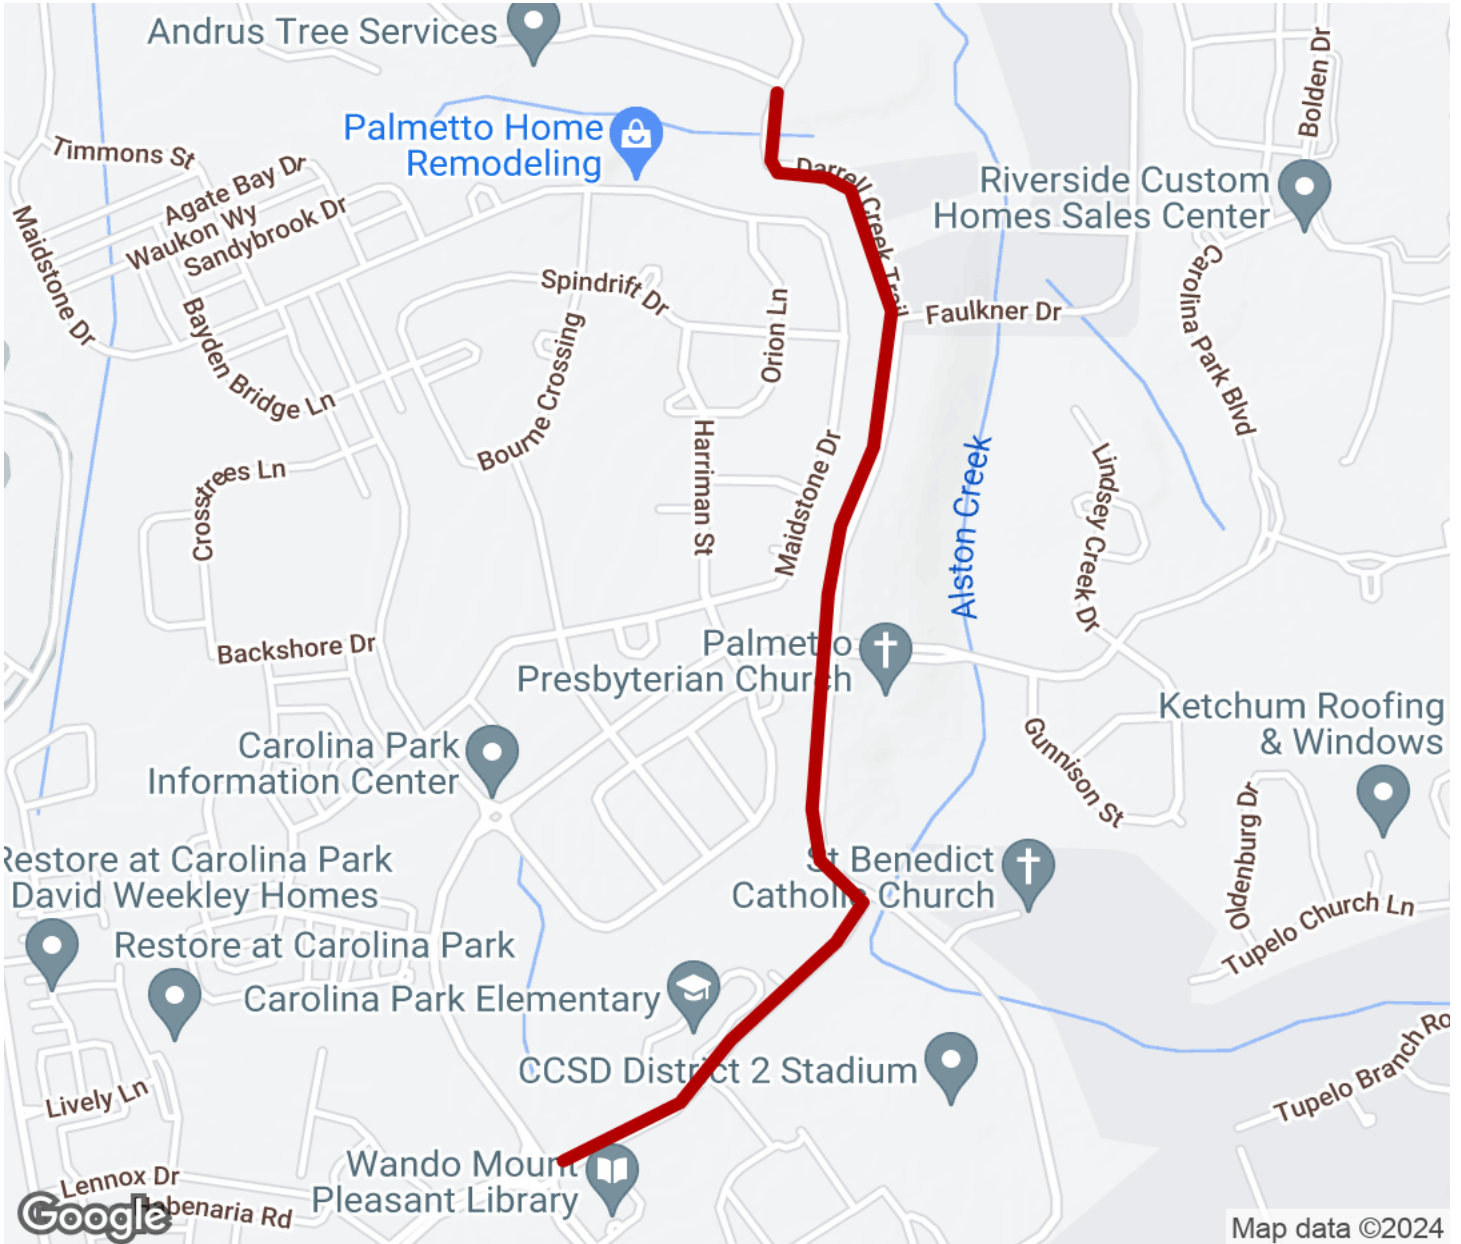 Andrus Tree Services
Bolden Dr
Palmetto Home
Remodeling
Timmons St
Agate Bay Dr
Waukon Wy
Sandybrook Dr
Maidstone Dr
Darrell Creek Trail
Riverside Custom
Homes Sales Center
Carolina Park Blvd
Spindrift Dr
Orion Ln
Faulkner Dr
Bayden Bridge Ln
Bourne Crossing
Harriman St
Maidstone Dr
Alston Creek
Lindsey Creek Dr
Crosstrees Ln
Backshore Dr
Palmetto
Presbyterian Church
Gunnison St
Ketchum Roofing
& Windows
Carolina Park
Information Center
Oldenburg Dr
Restore at Carolina Park
David Weekley Homes
St Benedict
Catholic Church
Tupelo Church Ln
Restore at Carolina Park
Carolina Park Elementary
CCSD District 2 Stadium
Tupelo Branch Ro
Lively Ln
Wando Mount
Pleasant Library
Lennox Dr
Habenaria Rd
Google
Map data ©2024